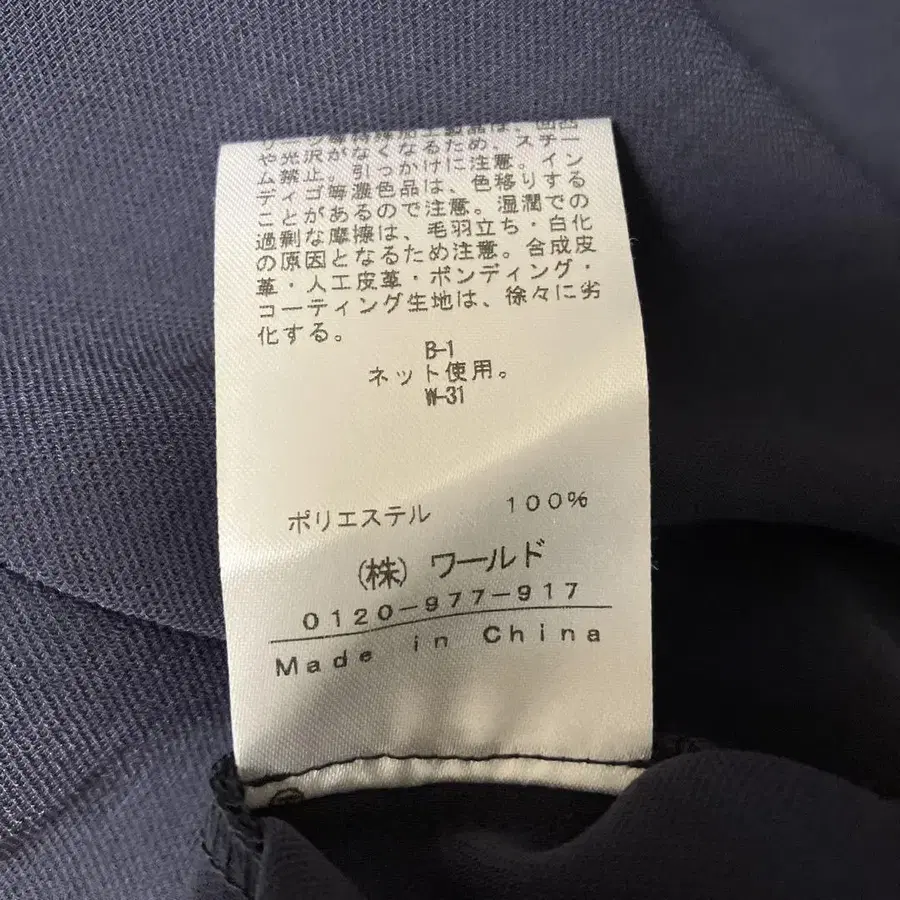 や光沢がなくなるため、スチー
ム禁止。引っかけに注意。イン
ディゴ等濃色品は、色移りする
ことがあるので注意。湿潤での
過剰な摩擦は、毛羽立ち・白化
の原因となるため注意。合成皮
革・人工皮革・ボンディング・
コーティング生地は、徐々に劣
化する。
B-1
ネット使用。
W-31
ポリエステル 100%
(株) ワールド
0120-977-917
Made in China